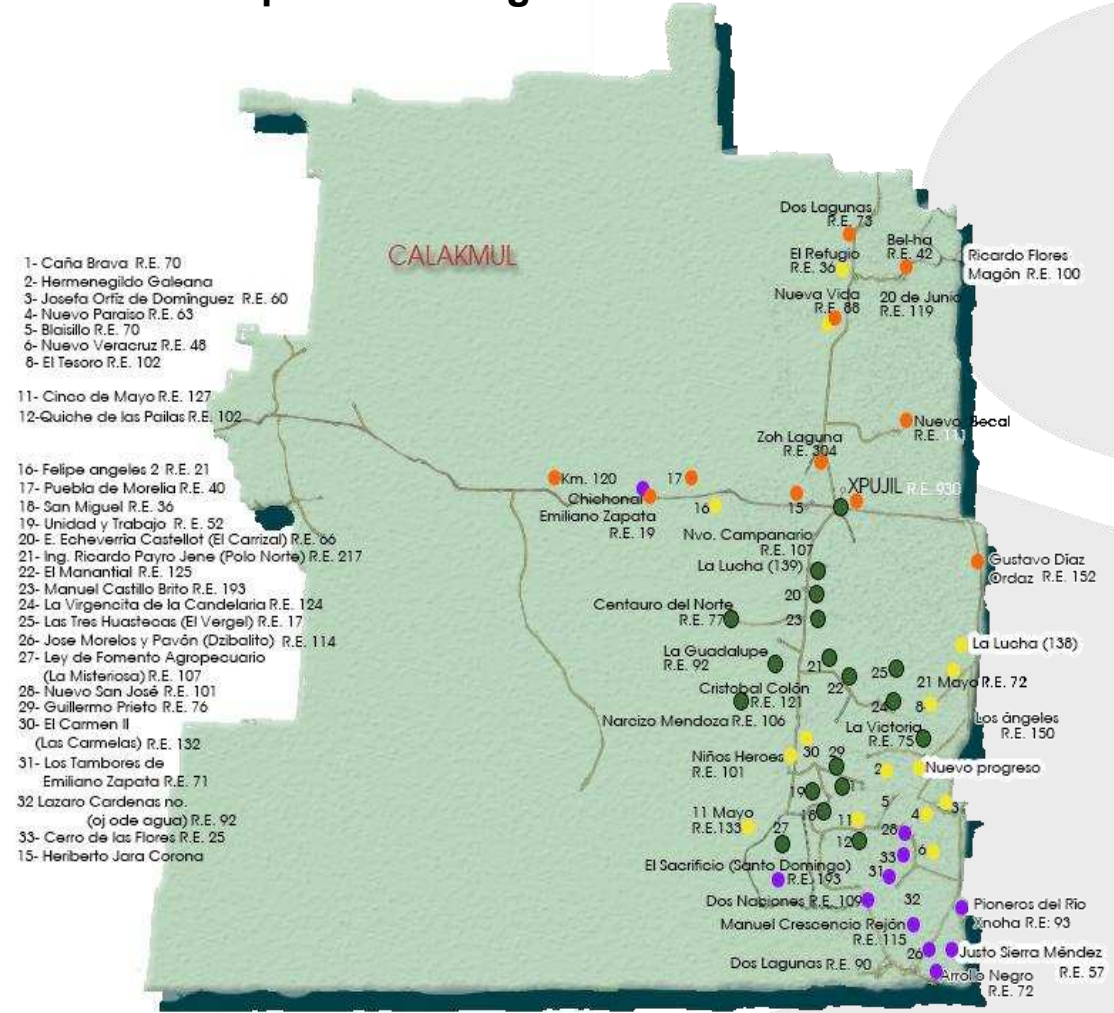 1- Caña Brava R.E. 70
2- Hermenegildo Galeana
3- Josefa Ortíz de Domínguez R.E. 60
4- Nuevo Paraiso R.E. 63
5- Blaisillo R.E. 70
6- Nuevo Veracruz R.E. 48
8- El Tesoro R.E. 102
11- Cinco de Mayo R.E. 127
12-Quiche de las Pailas R.E. 102
16- Felipe angeles 2 R.E. 21
17- Puebla de Morelia R.E. 40
18- San Miguel R.E. 36
19- Unidad y Trabajo R. E. 52
20- E. Echeverria Castellot (El Carrizal) R.E. 66
21- Ing. Ricardo Payro Jene (Polo Norte) R.E. 217
22- El Manantial R.E. 125
23- Manuel Castillo Brito R.E. 193
24- La Virgencita de la Candelaria R.E. 124
25- Las Tres Huastecas (El Vergel) R.E. 17
26- Jose Morelos y Pavón (Dzibalito) R.E. 114
27- Ley de Fomento Agropecuario
(La Misteriosa) R.E. 107
28- Nuevo San José R.E. 101
29- Guillermo Prieto R.E. 76
30- El Carmen II
(Las Carmelas) R.E. 132
31- Los Tambores de
Emiliano Zapata R.E. 71
32 Lazaro Cardenas no.
(oj ode agua) R.E. 92
33- Cerro de las Flores R.E. 25
15- Heriberto Jara Corona
CALAKMUL
Dos Lagunas
R.E. 73
El Refugio
R.E. 36
Bel-ha
R.E. 42
Ricardo Flores
Magón R.E. 100
Nueva Vida
R.E. 88
20 de Junio
R.E. 119
Nuevo Becal
R.E. 111
Zoh Laguna
R.E. 304
Km. 120
17
XPUJIL R.E. 930
Chichonal
Emiliano Zapata
R.E. 19
16
15
Nvo. Campanario
R.E. 107
La Lucha (139)
Gustavo Díaz
Ordaz R.E. 152
20
Centauro del Norte
R.E. 77
23
La Lucha (138)
La Guadalupe
R.E. 92
21
25
22
21 Mayo R.E. 72
Cristobal Colón
R.E. 121
24
8
Narcizo Mendoza R.E. 106
La Victoria
R.E. 75
Los ángeles
R.E. 150
Niños Heroes
R.E. 101
30
29
2
Nuevo progreso
19
1
5
3
11 Mayo
R.E.133
18
11
4
27
12
28
6
33
El Sacrificio (Santo Domingo)
R.E. 193
31
Dos Naciones R.E. 109
32
Pioneros del Río
Xnoha R.E: 93
Manuel Crescencio Rejón
R.E. 115
26
Justo Sierra Méndez
R.E. 57
Dos Lagunas R.E. 90
Arrollo Negro
R.E. 72